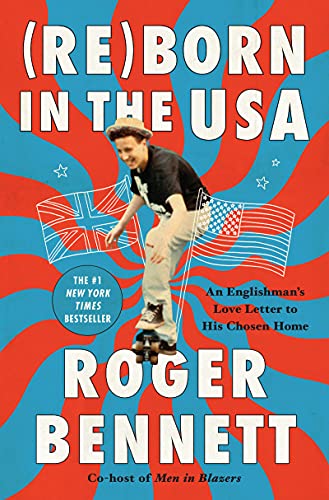 (RE)BORN
IN THE USA
THE #1
NEW YORK
TIMES
BESTSELLER
An Englishman's
Love Letter to
His Chosen Home
ROGER
BENNETT
Co-host of Men in Blazers